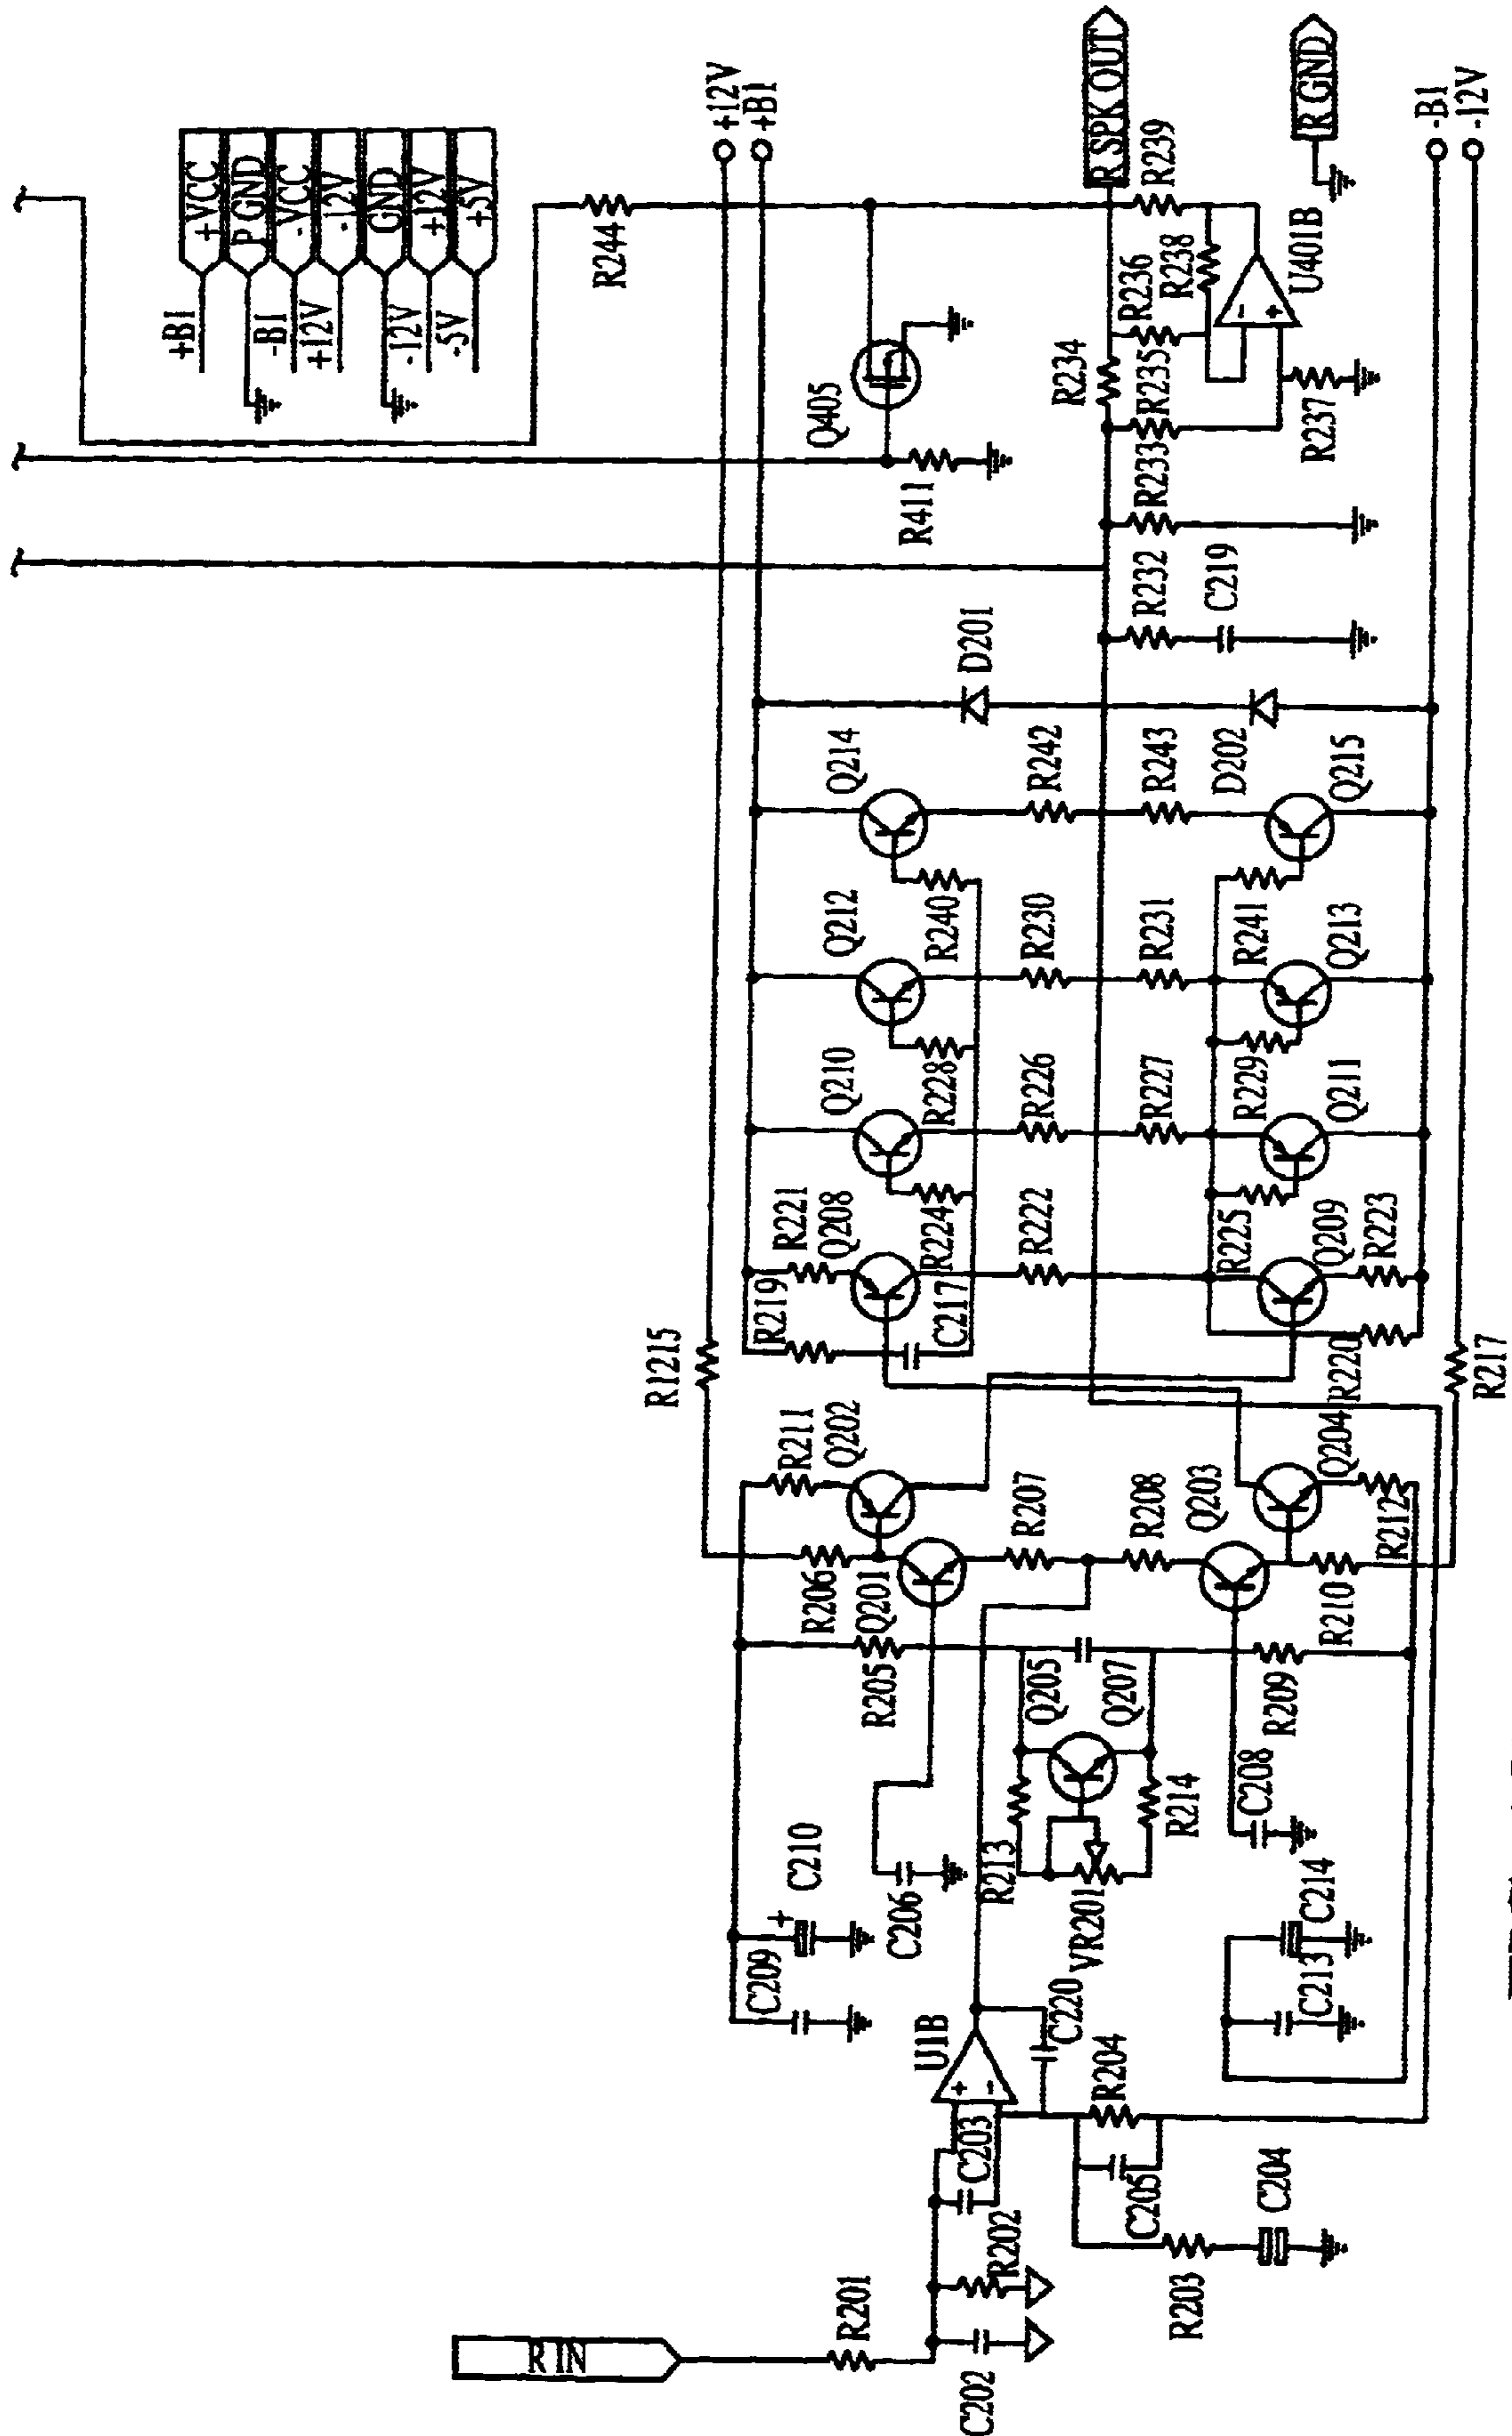 +VCC
P GND
-VCC
-12V
GND
+12V
+5V
+B1
-B1
+12V
-12V
-5V
+12V
+B1
R SPK OUT
R GND
-B1
-12V
R244
Q405
R411
R239
R236
R238
U401B
R234
R235
R237
R233
R232
C219
D201
D202
Q214
R242
R243
Q215
Q212
R240
R230
R231
R241
Q213
Q210
R228
R226
R227
R229
Q211
R221
Q208
R224
R222
R225
Q209
R223
R219
C217
R220
R1215
R217
R211
Q202
R207
R208
Q203
Q204
R212
R206
Q201
R210
R205
Q205
Q207
R209
C210
+
C209
C206
R213
VR201
R214
C208
C214
C213
U1B
+
-
C220
R204
C203
C205
C204
R202
R203
R201
C202
R IN
+
-